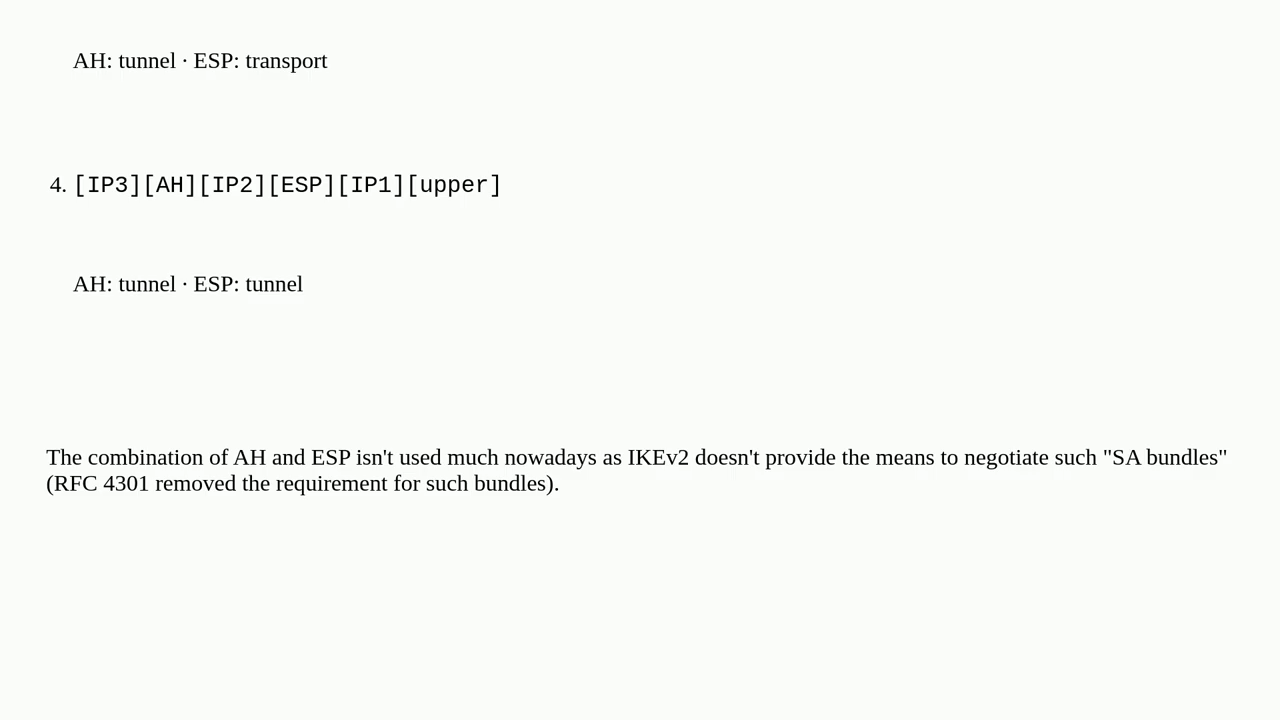 AH: tunnel · ESP: transport
4. [IP3][AH][IP2][ESP][IP1][upper]
AH: tunnel · ESP: tunnel
The combination of AH and ESP isn't used much nowadays as IKEv2 doesn't provide the means to negotiate such "SA bundles"
(RFC 4301 removed the requirement for such bundles).